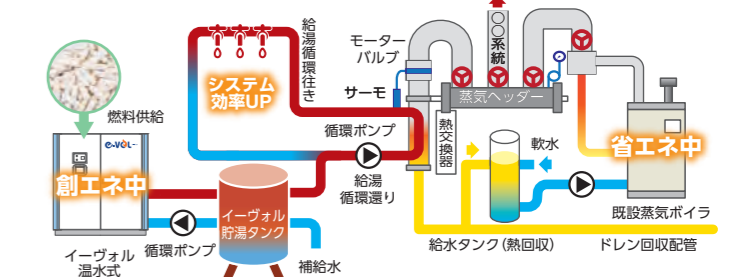 ○○系統
モーター
バルブ
給湯循環往き
サーモ
蒸気ヘッダー
システム
効率UP
燃料供給
循環ポンプ
熱交換器
軟水
e-VOL
創エネ中
省エネ中
給湯
循環還り
イーヴォル
貯湯タンク
既設蒸気ボイラ
循環ポンプ
給水タンク(熱回収)
ドレン回収配管
イーヴォル
温水式
補給水